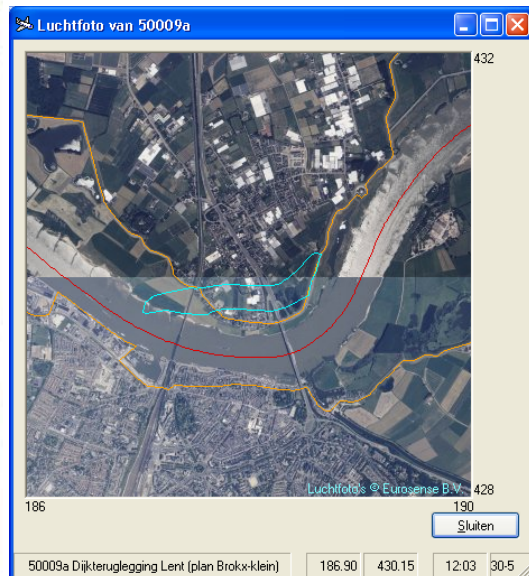 Luchtfoto van 50009a
432
Luchtfoto's © Eurosense B.V.
428
186
190
Sluiten
50009a Dijkteruglegging Lent (plan Brokx-klein)
186.90
430.15
12:03
30-5